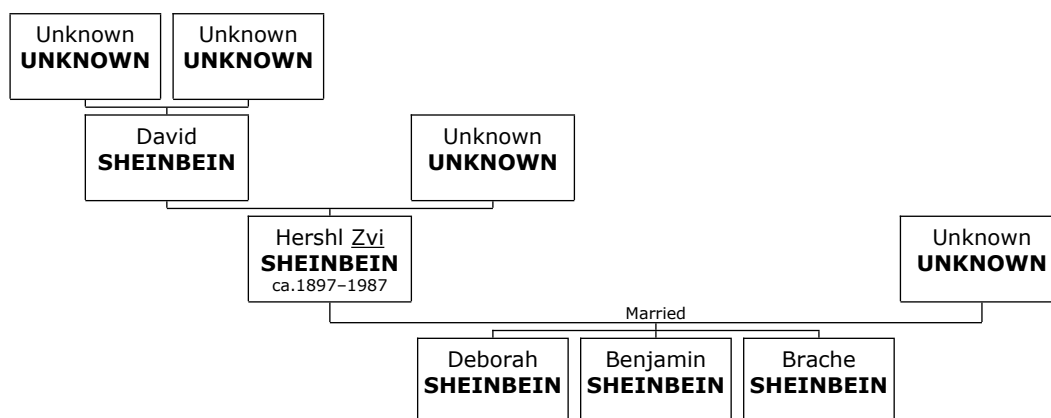 Unknown
UNKNOWN
Unknown
UNKNOWN
David
SHEINBEIN
Unknown
UNKNOWN
Hershl Zvi
SHEINBEIN
ca.1897–1987
Unknown
UNKNOWN
Married
Deborah
SHEINBEIN
Benjamin
SHEINBEIN
Brache
SHEINBEIN